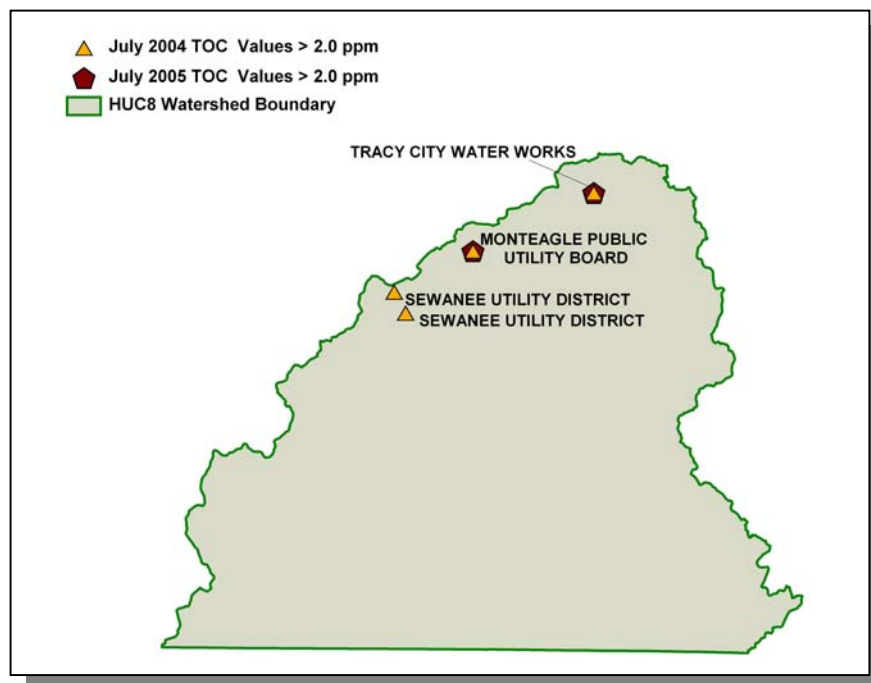 July 2004 TOC Values > 2.0 ppm
July 2005 TOC Values > 2.0 ppm
HUC8 Watershed Boundary
TRACY CITY WATER WORKS
MONTEAGLE PUBLIC
UTILITY BOARD
SEWANEE UTILITY DISTRICT
SEWANEE UTILITY DISTRICT